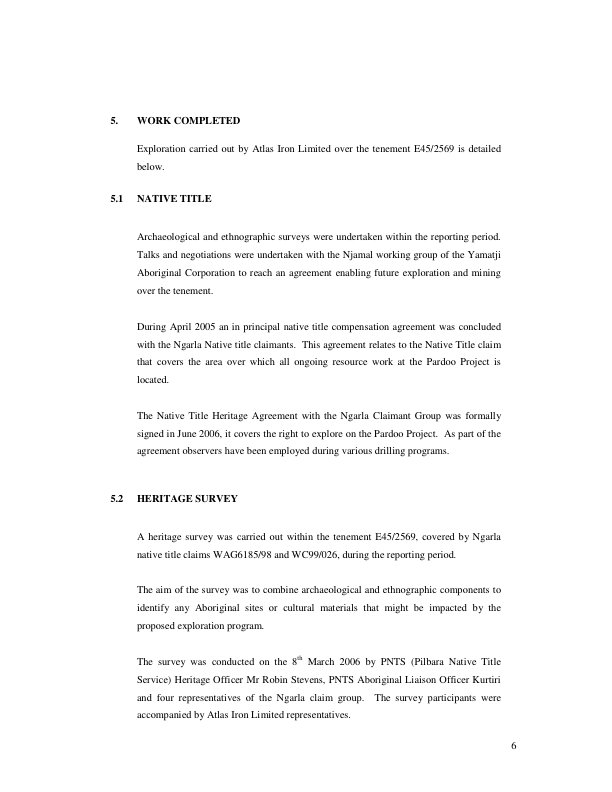 5. WORK COMPLETED
Exploration carried out by Atlas Iron Limited over the tenement E45/2569 is detailed
below.
5.1 NATIVE TITLE
Archaeological and ethnographic surveys were undertaken within the reporting period.
Talks and negotiations were undertaken with the Njamal working group of the Yamatji
Aboriginal Corporation to reach an agreement enabling future exploration and mining
over the tenement.
During April 2005 an in principal native title compensation agreement was concluded
with the Ngarla Native title claimants. This agreement relates to the Native Title claim
that covers the area over which all ongoing resource work at the Pardoo Project is
located.
The Native Title Heritage Agreement with the Ngarla Claimant Group was formally
signed in June 2006, it covers the right to explore on the Pardoo Project. As part of the
agreement observers have been employed during various drilling programs.
5.2 HERITAGE SURVEY
A heritage survey was carried out within the tenement E45/2569, covered by Ngarla
native title claims WAG6185/98 and WC99/026, during the reporting period.
The aim of the survey was to combine archaeological and ethnographic components to
identify any Aboriginal sites or cultural materials that might be impacted by the
proposed exploration program.
The survey was conducted on the 8th March 2006 by PNTS (Pilbara Native Title
Service) Heritage Officer Mr Robin Stevens, PNTS Aboriginal Liaison Officer Kurtiri
and four representatives of the Ngarla claim group. The survey participants were
accompanied by Atlas Iron Limited representatives.
6